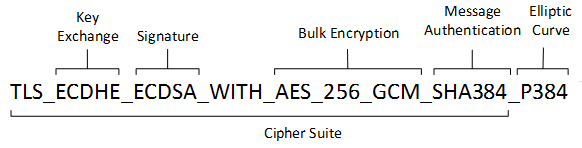 Key
Exchange
Signature
Bulk Encryption
Message
Authentication
Elliptic
Curve
TLS_ECDHE_ECDSA_WITH_AES_256_GCM_SHA384_P384
Cipher Suite